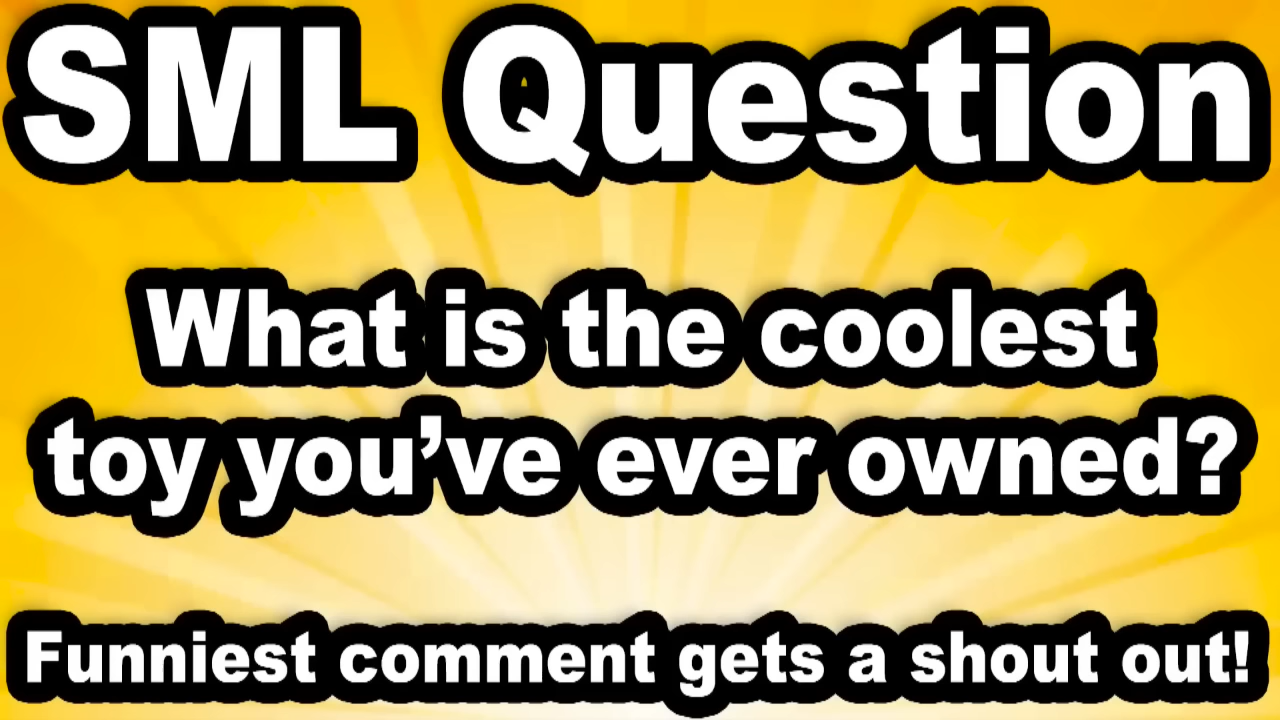 SML Question
What is the coolest
toy you’ve ever owned?
Funniest comment gets a shout out!